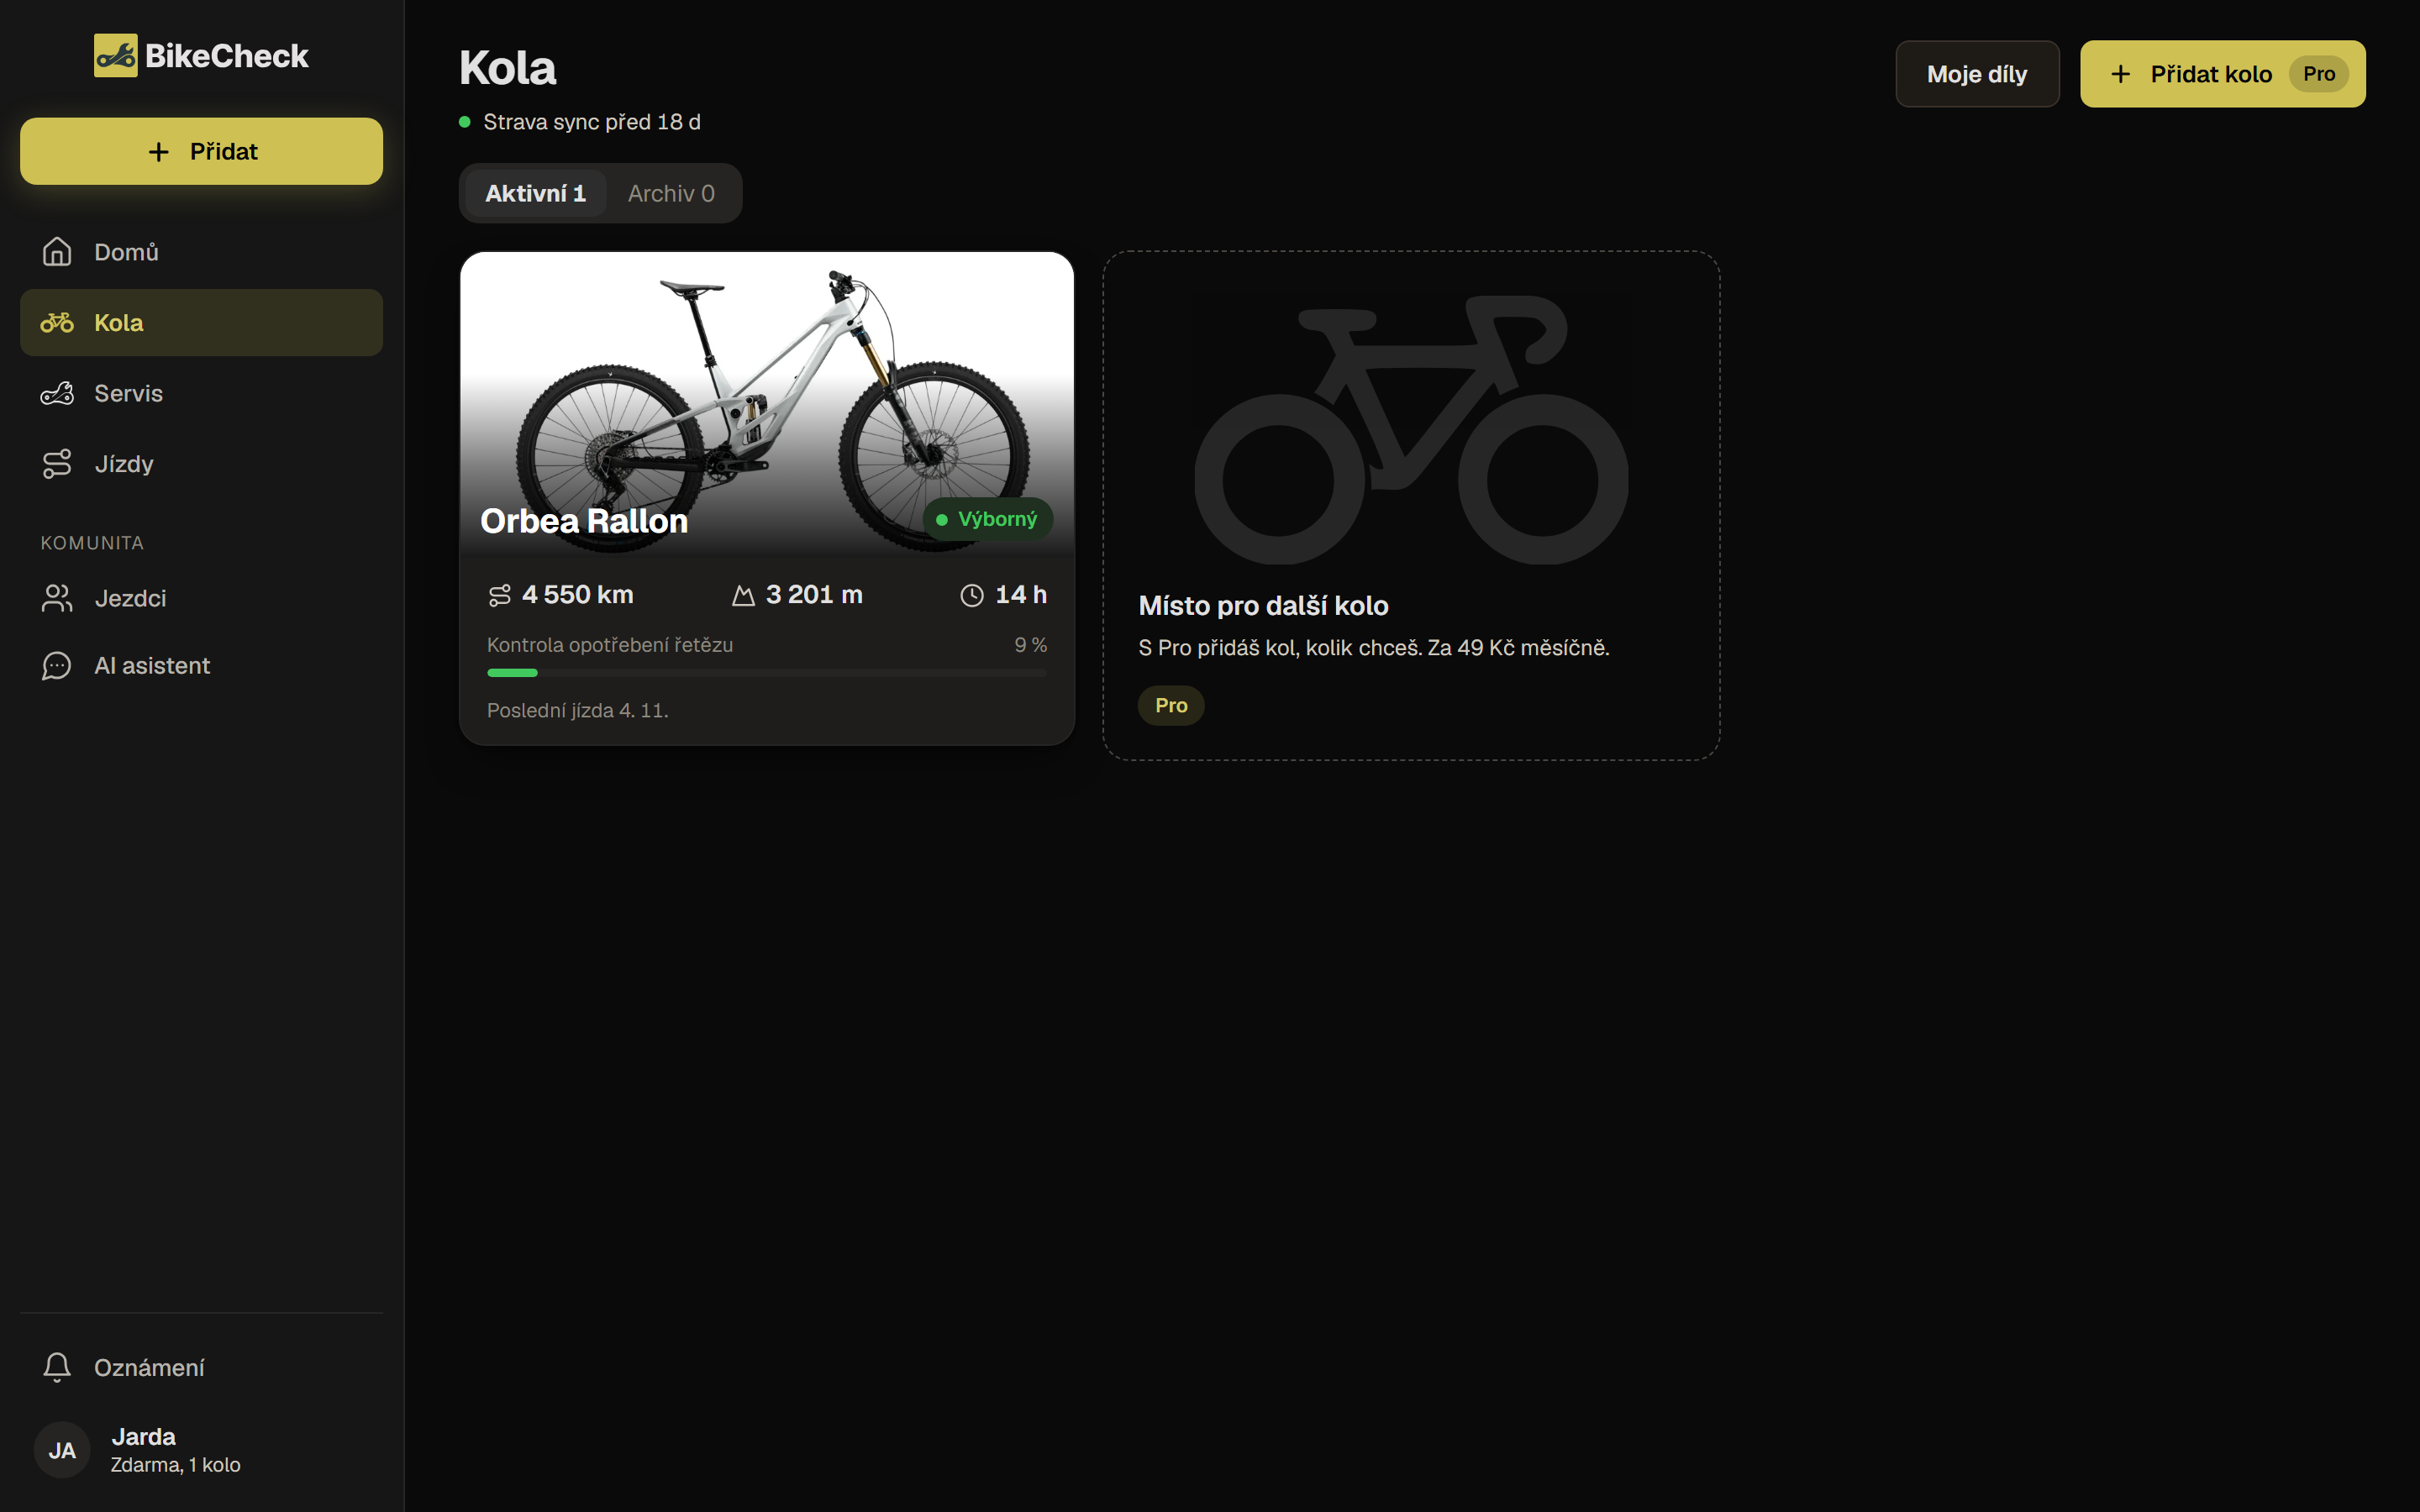 BikeCheck
Přidat
Domů
Kola
Servis
Jízdy
KOMUNITA
Jezdci
AI asistent
Oznámení
JA
Jarda
Zdarma, 1 kolo
Kola
Strava sync před 18 d
Moje díly
Přidat kolo Pro
Aktivní 1 Archiv 0
Orbea Rallon
Výborný
4 550 km 3 201 m 14 h
Kontrola opotřebení řetězu 9 %
Poslední jízda 4. 11.
Místo pro další kolo
S Pro přidáš kol, kolik chceš. Za 49 Kč měsíčně.
Pro